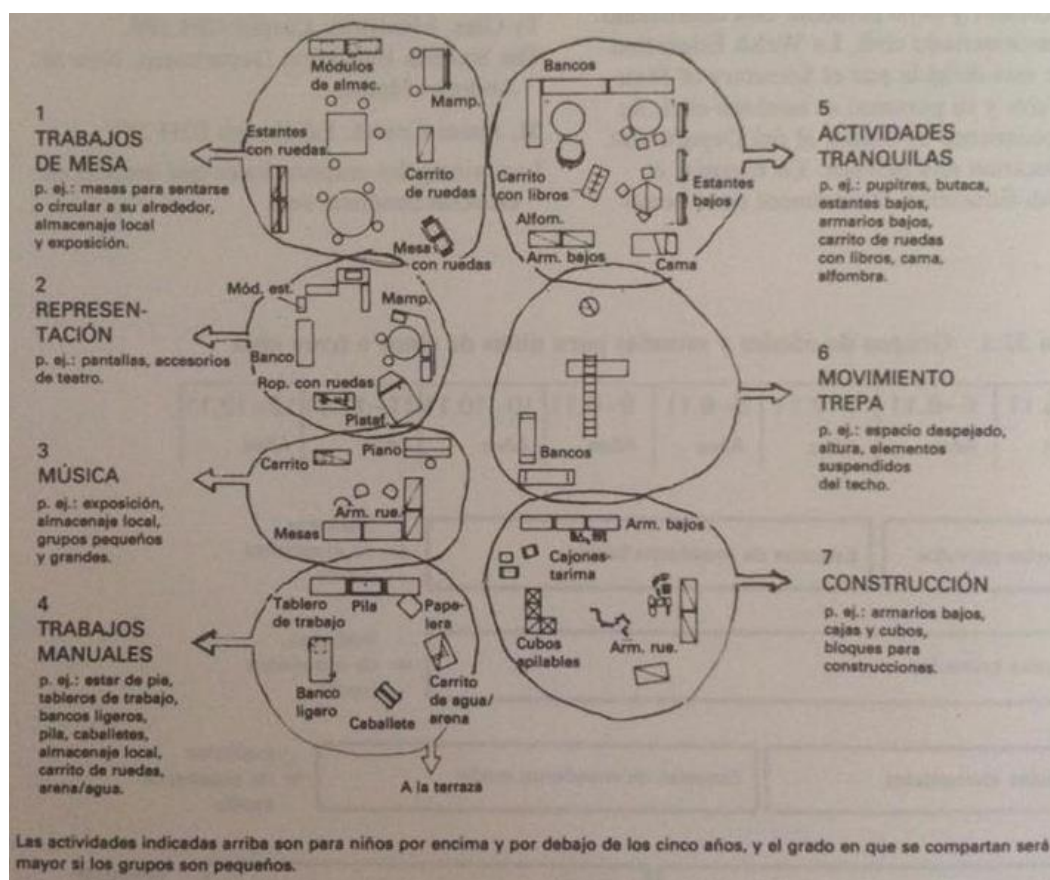 1
TRABAJOS
DE MESA
p. ej.: mesas para sentarse
o circular a su alrededor,
almacenaje local
y exposición.
Módulos
de almac.
Mamp.
Estantes
con ruedas
Carrito
de ruedas
Mesa
con ruedas
2
REPRESEN-
TACIÓN
p. ej.: pantallas, accesorios
de teatro.
Mód. est.
Mamp.
Banco
Rop. con ruedas
Plataf.
3
MÚSICA
p. ej.: exposición,
almacenaje local,
grupos pequeños
y grandes.
Carrito
Piano
Arm. rue.
Mesas
4
TRABAJOS
MANUALES
p. ej.: estar de pie,
tableros de trabajo,
bancos ligeros,
pila, caballetes,
almacenaje local,
carrito de ruedas,
arena/agua.
Tablero
de trabajo
Pila
Pape-
lera
Banco
ligero
Caballete
Carrito
de agua/
arena
A la terraza
5
ACTIVIDADES
TRANQUILAS
p. ej.: pupitres, butaca,
estantes bajos,
armarios bajos,
carrito de ruedas
con libros, cama,
alfombra.
Bancos
Carrito
con libros
Estantes
bajos
Alfom.
Arm. bajos
Cama
6
MOVIMIENTO
TREPA
p. ej.: espacio despejado,
altura, elementos
suspendidos
del techo.
Bancos
7
CONSTRUCCIÓN
p. ej.: armarios bajos,
cajas y cubos,
bloques para
construcciones.
Arm. bajos
Cajones-
tarima
Cubos
apilables
Arm. rue.
Las actividades indicadas arriba son para niños por encima y por debajo de los cinco años, y el grado en que se compartan será
mayor si los grupos son pequeños.